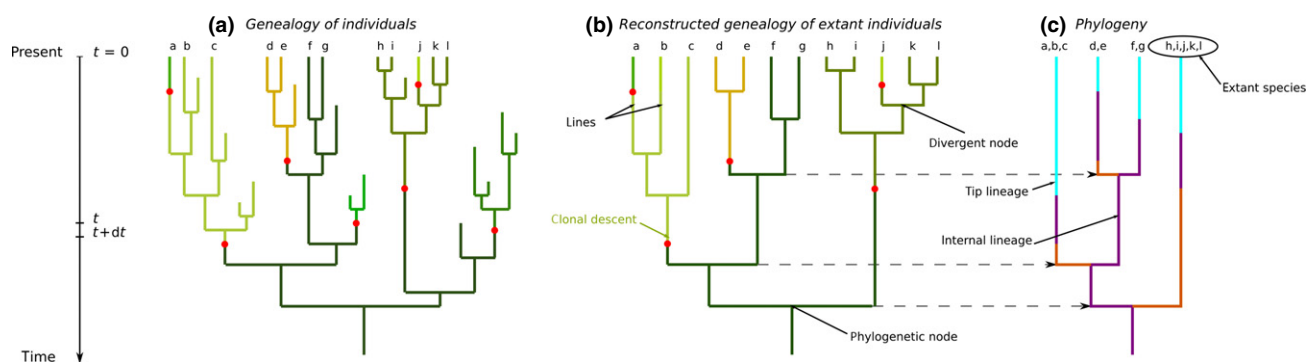 (a) Genealogy of individuals
Present
t = 0
a b c d e f g h i j k l
t
t+dt
Time
(b) Reconstructed genealogy of extant individuals
a b c d e f g h i j k l
Lines
Divergent node
Clonal descent
Phylogenetic node
(c) Phylogeny
a,b,c d,e f,g h,i,j,k,l
Extant species
Tip lineage
Internal lineage